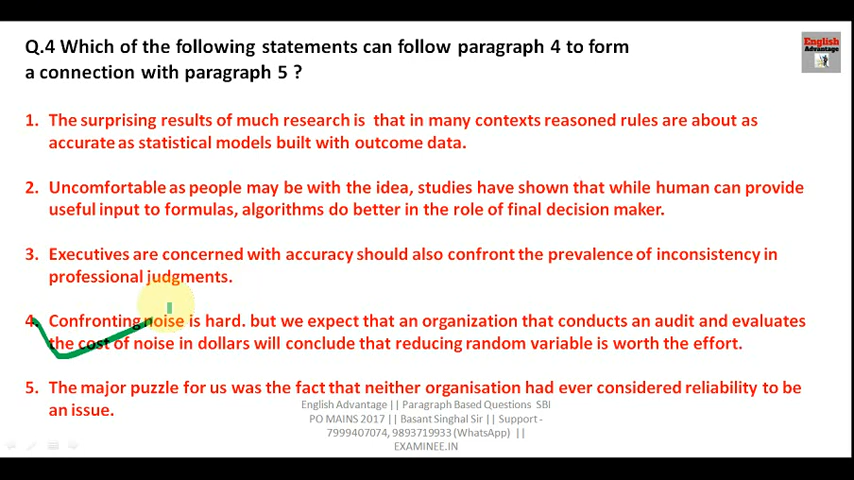 Q.4 Which of the following statements can follow paragraph 4 to form
a connection with paragraph 5 ?
English
Advantage
1. The surprising results of much research is that in many contexts reasoned rules are about as
accurate as statistical models built with outcome data.
2. Uncomfortable as people may be with the idea, studies have shown that while human can provide
useful input to formulas, algorithms do better in the role of final decision maker.
3. Executives are concerned with accuracy should also confront the prevalence of inconsistency in
professional judgments.
4. Confronting noise is hard. but we expect that an organization that conducts an audit and evaluates
the cost of noise in dollars will conclude that reducing random variable is worth the effort.
5. The major puzzle for us was the fact that neither organisation had ever considered reliability to be
an issue.
English Advantage || Paragraph Based Questions SBI
PO MAINS 2017 || Basant Singhal Sir || Support -
7999407074, 9893719933 (WhatsApp) ||
EXAMINEE.IN